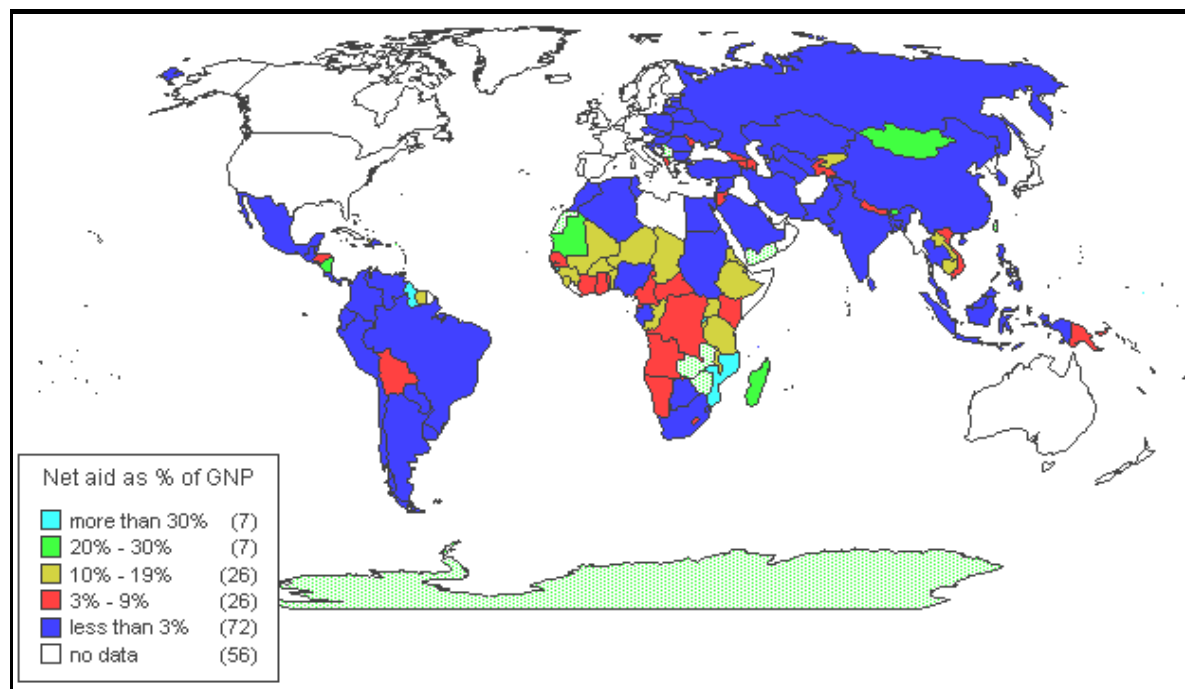 Net aid as % of GNP
more than 30% (7)
20% - 30% (7)
10% - 19% (26)
3% - 9% (26)
less than 3% (72)
no data (56)